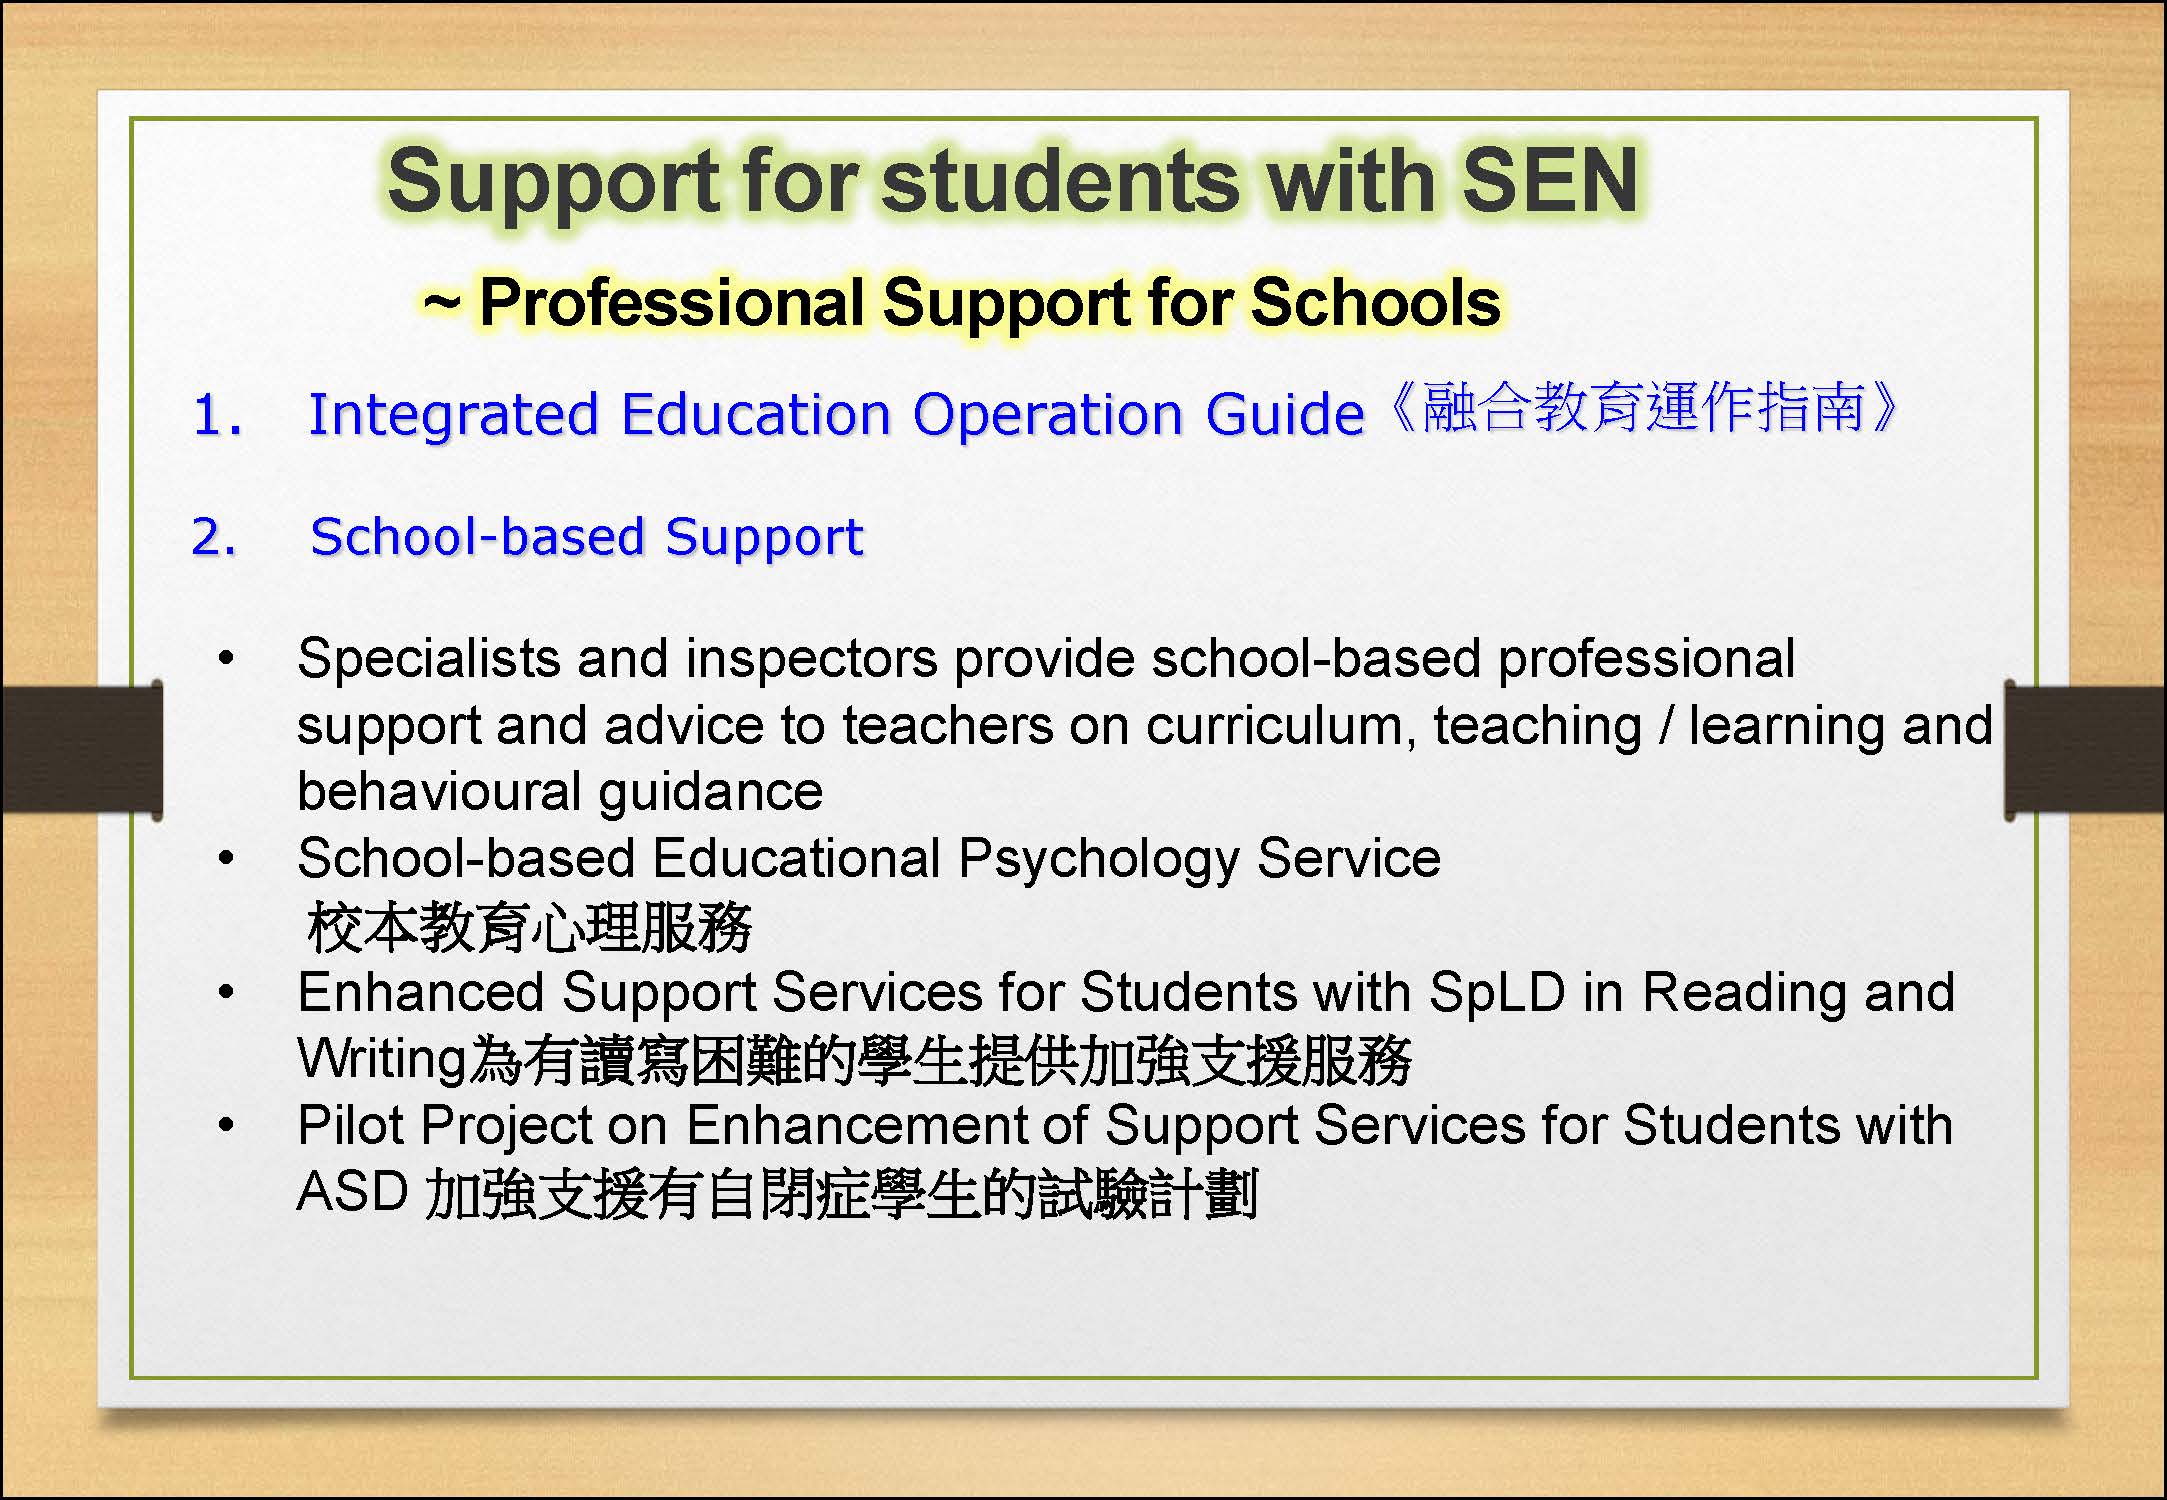 Support for students with SEN
~ Professional Support for Schools
1. Integrated Education Operation Guide《融合教育運作指南》
2. School-based Support
• Specialists and inspectors provide school-based professional
support and advice to teachers on curriculum, teaching / learning and
behavioural guidance
• School-based Educational Psychology Service
校本教育心理服務
• Enhanced Support Services for Students with SpLD in Reading and
Writing為有讀寫困難的學生提供加強支援服務
• Pilot Project on Enhancement of Support Services for Students with
ASD 加強支援有自閉症學生的試驗計劃